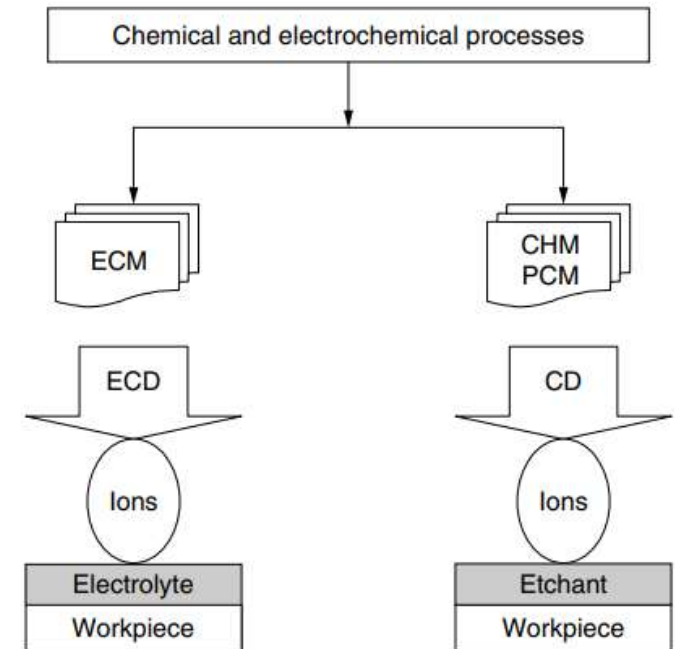 Chemical and electrochemical processes
ECM
CHM
PCM
ECD
CD
Ions
Ions
Electrolyte
Etchant
Workpiece
Workpiece